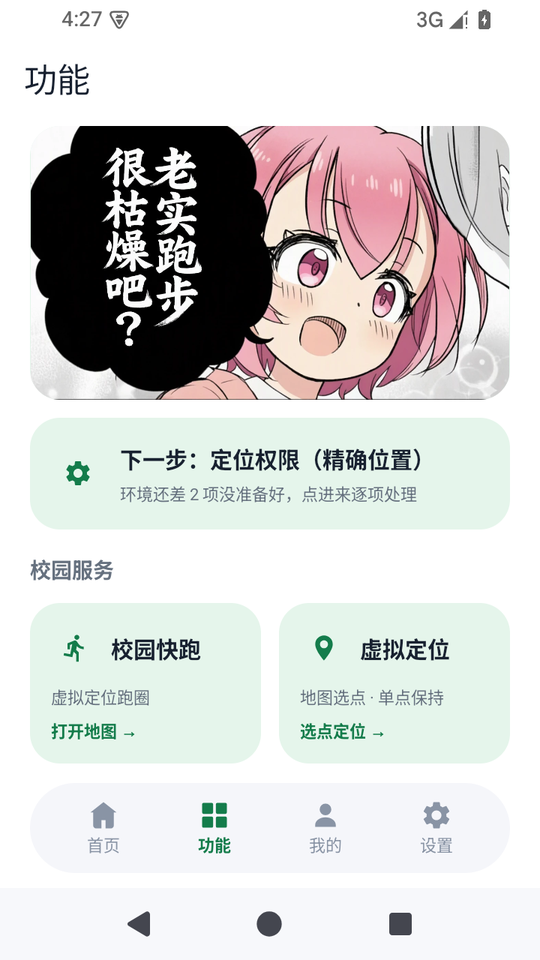 4:27
3G
功能
老实跑步
很枯燥吧？
下一步：定位权限（精确位置）
环境还差 2 项没准备好，点进来逐项处理
校园服务
校园快跑
虚拟定位跑圈
打开地图 →
虚拟定位
地图选点 · 单点保持
选点定位 →
首页
功能
我的
设置